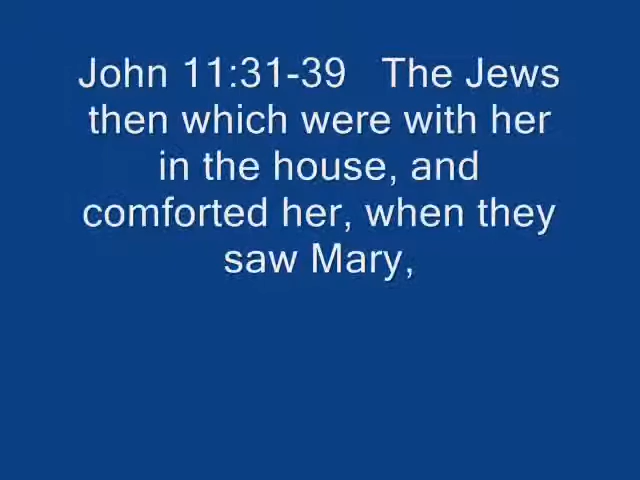 John 11:31-39   The Jews
then which were with her
in the house, and
comforted her, when they
saw Mary,